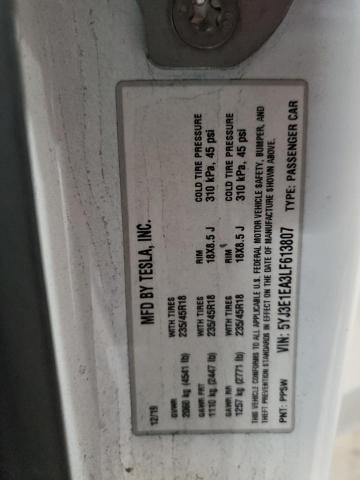 12/19 MFD BY TESLA, INC.
GVWR WITH TIRES RIM COLD TIRE PRESSURE
2060 kg (4541 lb) 235/45R18 18X8.5 J 310 kPa, 45 psi
GAWR FRT WITH TIRES RIM COLD TIRE PRESSURE
1110 kg (2447 lb) 235/45R18 18X8.5 J 310 kPa, 45 psi
GAWR RR WITH TIRES
1257 kg (2771 lb) 235/45R18
THIS VEHICLE CONFORMS TO ALL APPLICABLE U.S. FEDERAL MOTOR VEHICLE SAFETY, BUMPER, AND
THEFT PREVENTION STANDARDS IN EFFECT ON THE DATE OF MANUFACTURE SHOWN ABOVE.
PNT: PPSW VIN: 5YJ3E1EA3LF613807 TYPE: PASSENGER CAR